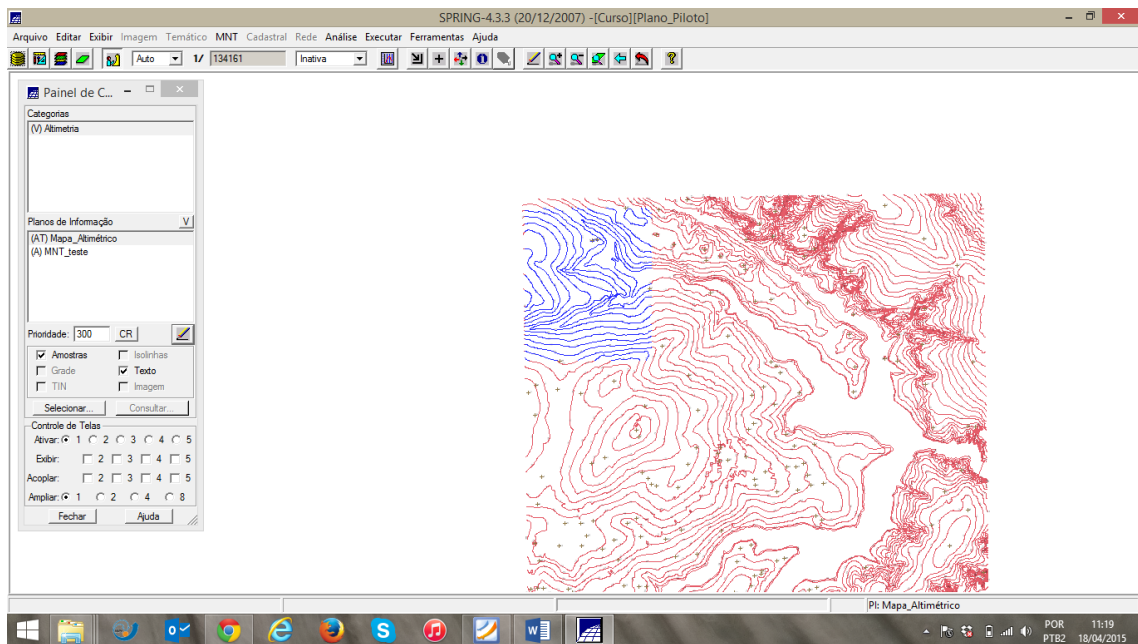 SPRING-4.3.3 (20/12/2007) -[Curso][Plano_Piloto]
Arquivo Editar Exibir Imagem Temático MNT Cadastral Rede Análise Executar Ferramentas Ajuda
Auto 1/ 134161 Inativa
Painel de C...
Categorias
(V) Altimetria
Planos de Informação V
(AT) Mapa_Altimétrico
(A) MNT_teste
Prioridade: 300 CR
Amostras Isolinhas
Grade Texto
TIN Imagem
Selecionar... Consultar...
Controle de Telas
Ativar: 1 2 3 4 5
Exibir: 2 3 4 5
Acoplar: 2 3 4 5
Ampliar: 1 2 4 8
Fechar Ajuda
PI: Mapa_Altimétrico
POR 11:19
PTB2 18/04/2015